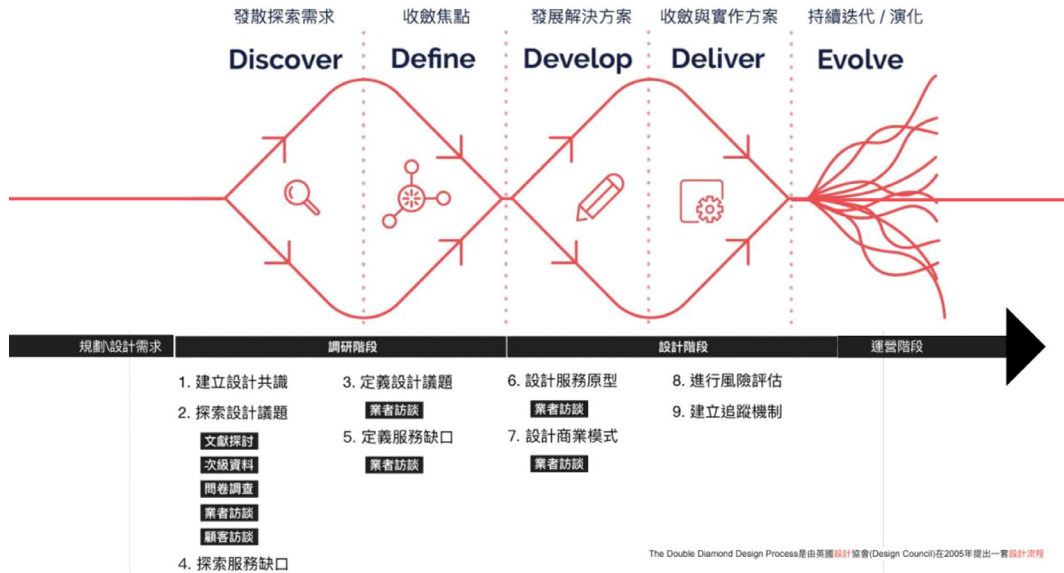 發散探索需求
Discover
收斂焦點
Define
發展解決方案
Develop
收斂與實作方案
Deliver
持續迭代 / 演化
Evolve
規劃\設計需求
調研階段
設計階段
運營階段
1. 建立設計共識
2. 探索設計議題
文獻探討
次級資料
問卷調查
業者訪談
顧客訪談
4. 探索服務缺口
3. 定義設計議題
業者訪談
5. 定義服務缺口
業者訪談
6. 設計服務原型
業者訪談
7. 設計商業模式
業者訪談
8. 進行風險評估
9. 建立追蹤機制
The Double Diamond Design Process是由英國設計協會(Design Council)在2005年提出一套設計流程